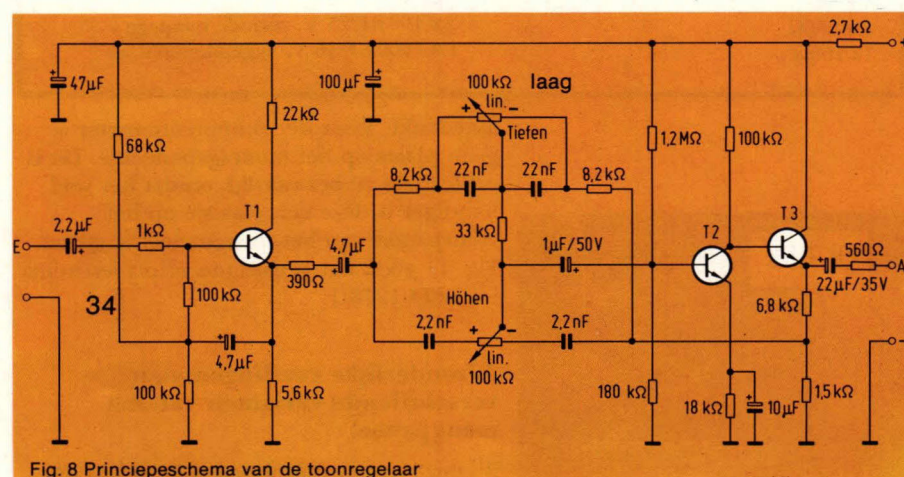 2,7 kΩ
+
47μF
100μF
100 kΩ
laag
lin.
+ −
Tiefen
22 kΩ
68 kΩ
1,2 MΩ
100 kΩ
8,2 kΩ
22 nF
22 nF
8,2 kΩ
T1
T2
T3
2,2 μF
1kΩ
E
4,7μF
33 kΩ
1μF/50V
560Ω
A
390Ω
22μF/35V
100 kΩ
34
Höhen
6,8 kΩ
2,2 nF
+ −
2,2 nF
lin.
100 kΩ
4,7μF
−
100 kΩ
5,6 kΩ
180 kΩ
18 kΩ
10μF
1,5 kΩ
Fig. 8 Principeschema van de toonregelaar